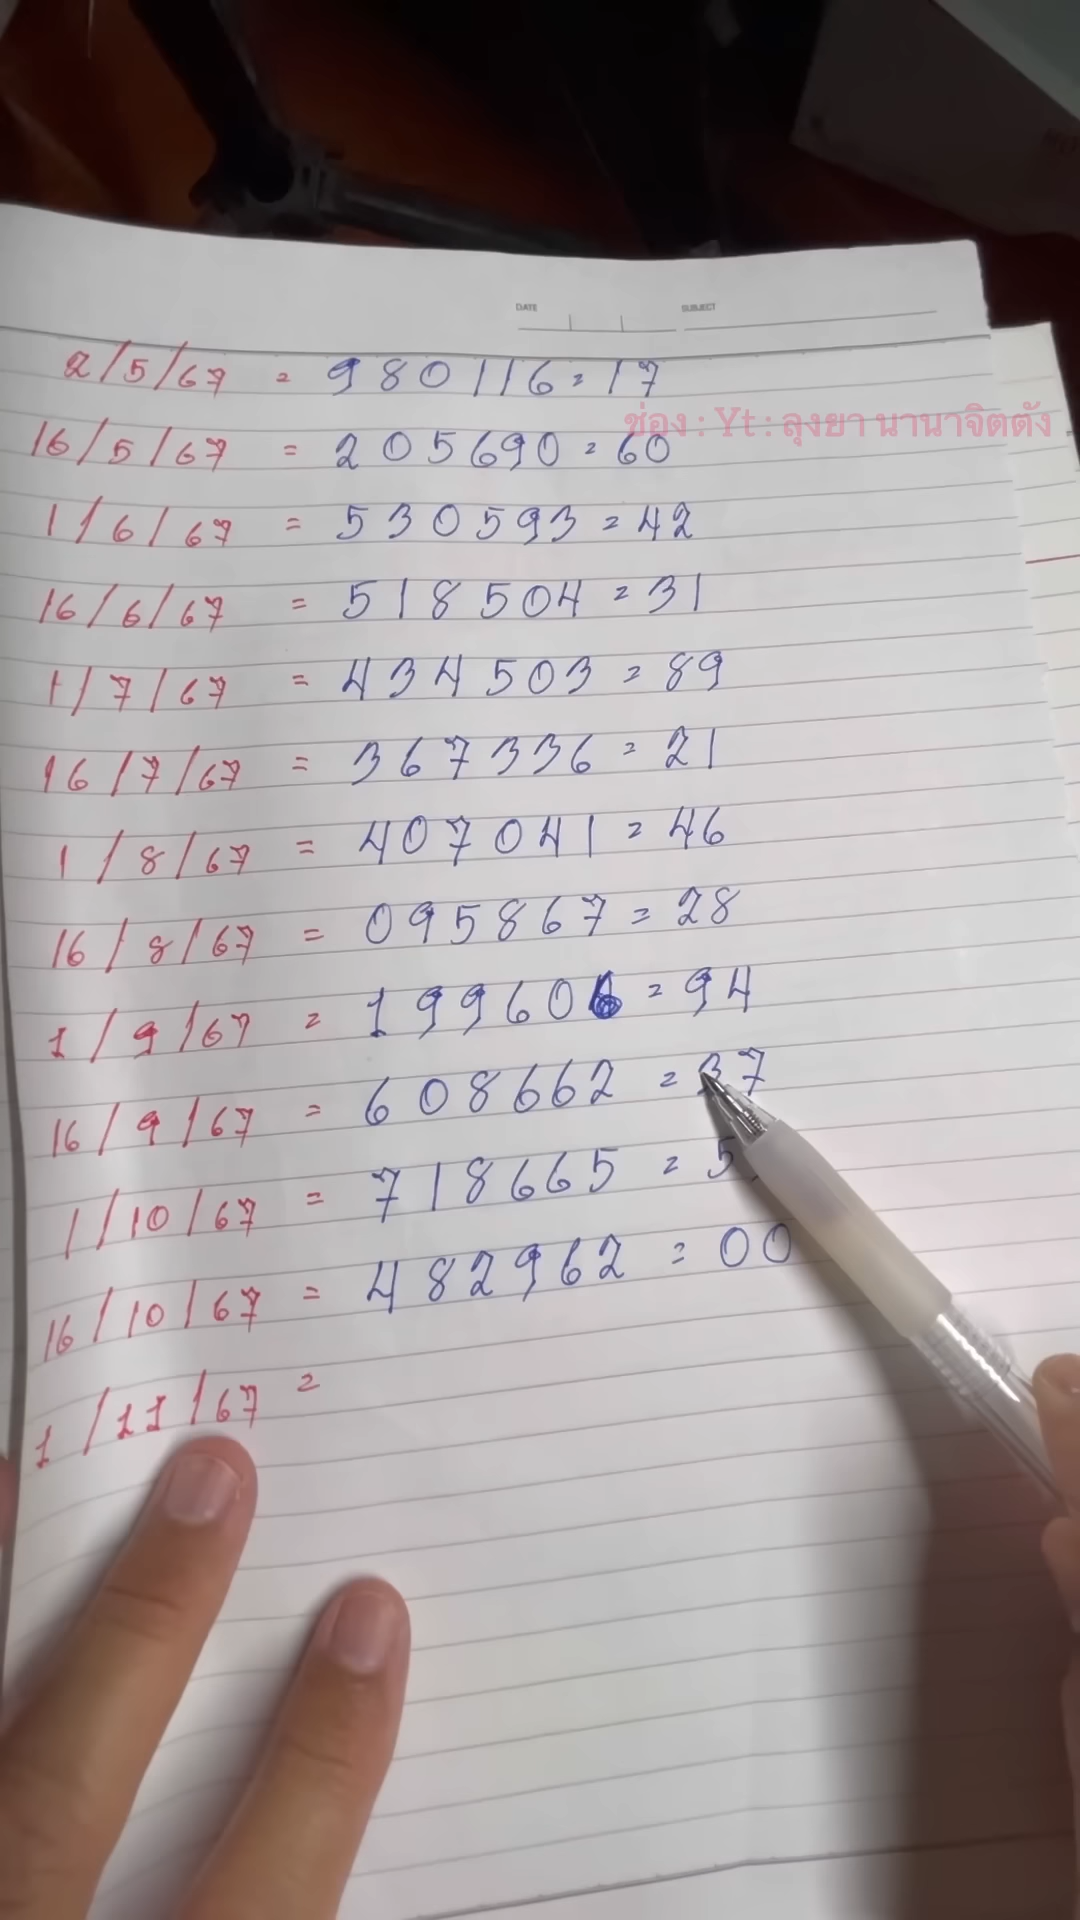 DATE SUBJECT
2/5/67 = 980116 = 17
ช่อง : Yt : ลุงยา นานาจิตตัง
16/5/67 = 205690 = 60
1/6/67 = 530593 = 42
16/6/67 = 518504 = 31
1/7/67 = 434503 = 89
16/7/67 = 367336 = 21
1/8/67 = 407041 = 46
16/8/67 = 095867 = 28
1/9/67 = 199606 = 94
16/9/67 = 608662 = 37
1/10/67 = 718665 = 5
16/10/67 = 482962 = 00
1/11/67 =